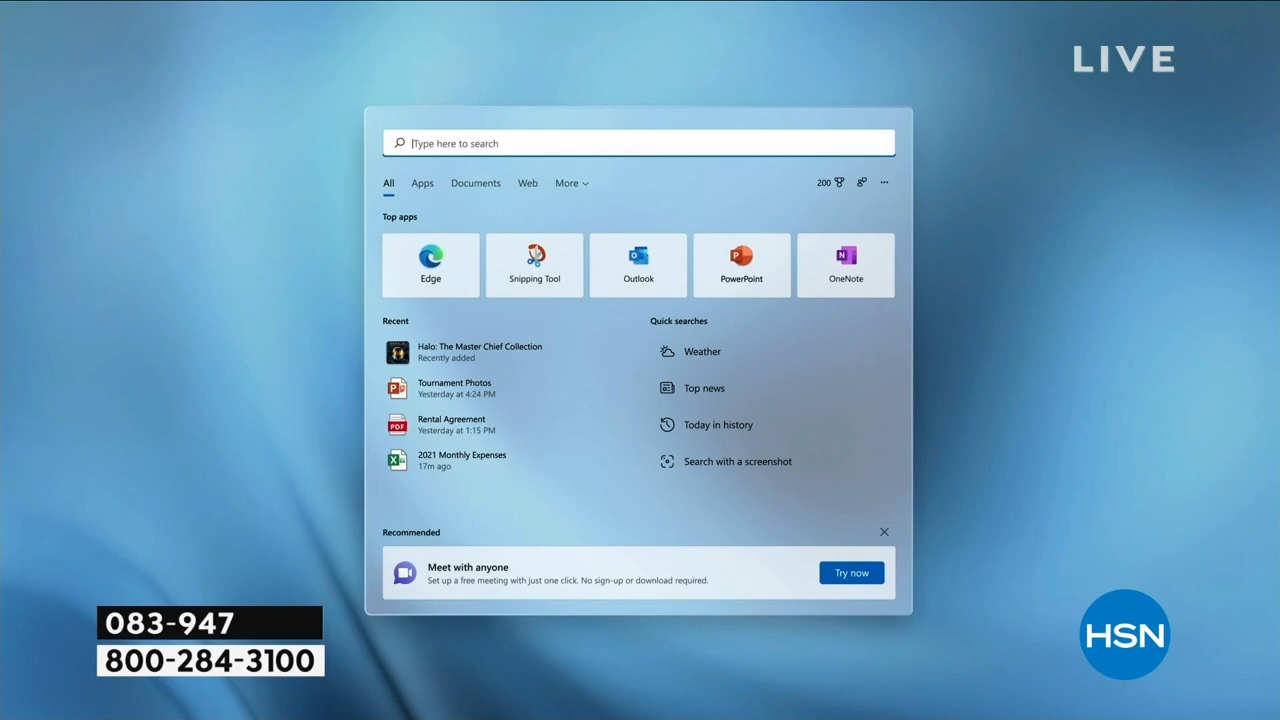 LIVE
Type here to search
All Apps Documents Web More
200
Top apps
Edge Snipping Tool Outlook PowerPoint OneNote
Recent
Halo: The Master Chief Collection
Recently added
Tournament Photos
Yesterday at 4:24 PM
PDF
Rental Agreement
Yesterday at 1:15 PM
2021 Monthly Expenses
17m ago
Quick searches
Weather
Top news
Today in history
Search with a screenshot
Recommended
Meet with anyone
Set up a free meeting with just one click. No sign-up or download required.
Try now
083-947
800-284-3100
HSN